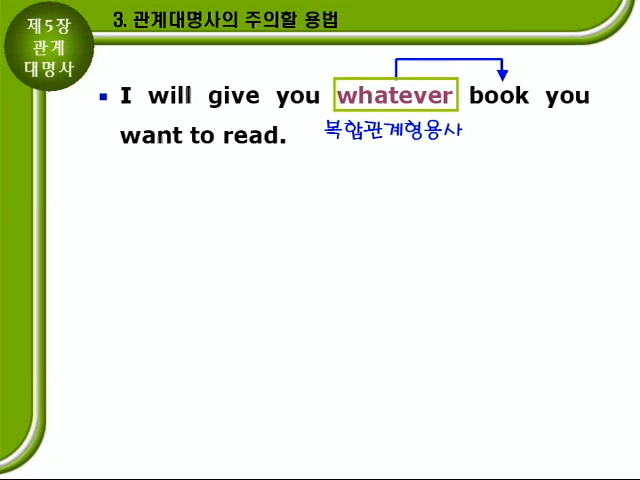 제5장
관계
대명사
3. 관계대명사의 주의할 용법
I will give you whatever book you
want to read.
복합관계형용사